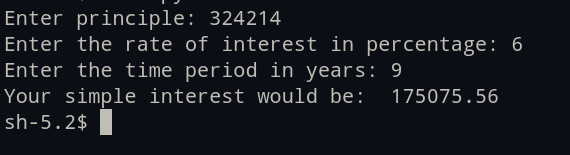 Enter principle: 324214
Enter the rate of interest in percentage: 6
Enter the time period in years: 9
Your simple interest would be:  175075.56
sh-5.2$